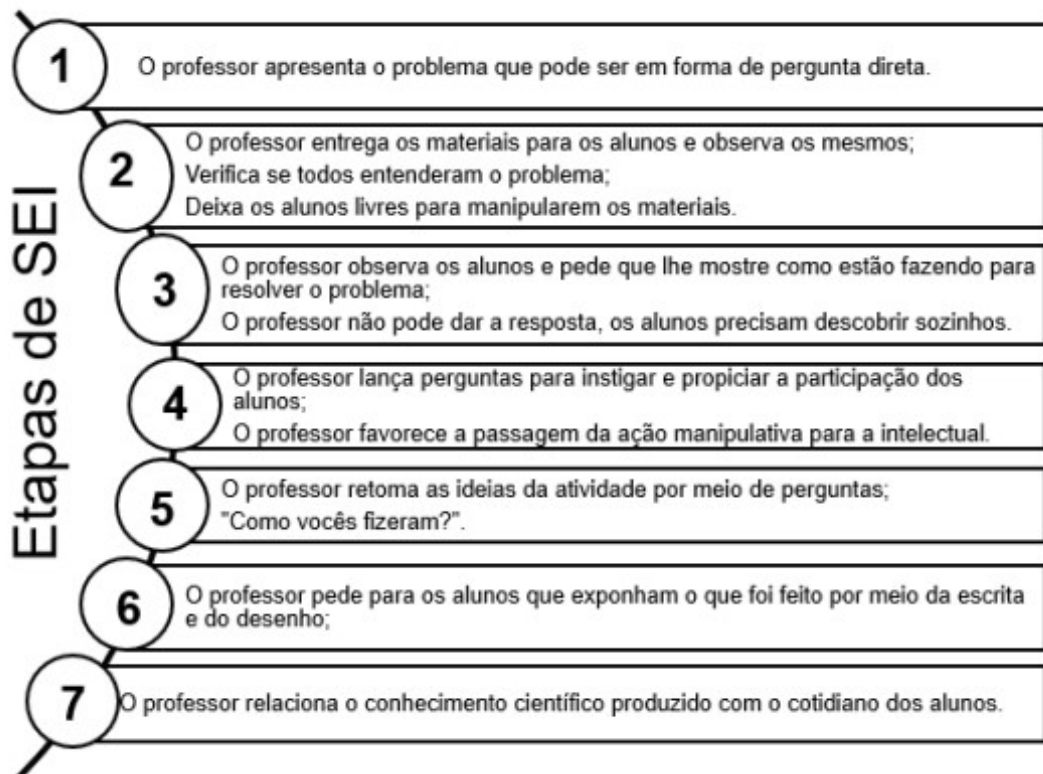 Etapas de SEI
1
O professor apresenta o problema que pode ser em forma de pergunta direta.
2
O professor entrega os materiais para os alunos e observa os mesmos;
Verifica se todos entenderam o problema;
Deixa os alunos livres para manipularem os materiais.
3
O professor observa os alunos e pede que lhe mostre como estão fazendo para
resolver o problema;
O professor não pode dar a resposta, os alunos precisam descobrir sozinhos.
4
O professor lança perguntas para instigar e propiciar a participação dos
alunos;
O professor favorece a passagem da ação manipulativa para a intelectual.
5
O professor retoma as ideias da atividade por meio de perguntas;
"Como vocês fizeram?".
6
O professor pede para os alunos que exponham o que foi feito por meio da escrita
e do desenho;
7
O professor relaciona o conhecimento científico produzido com o cotidiano dos alunos.